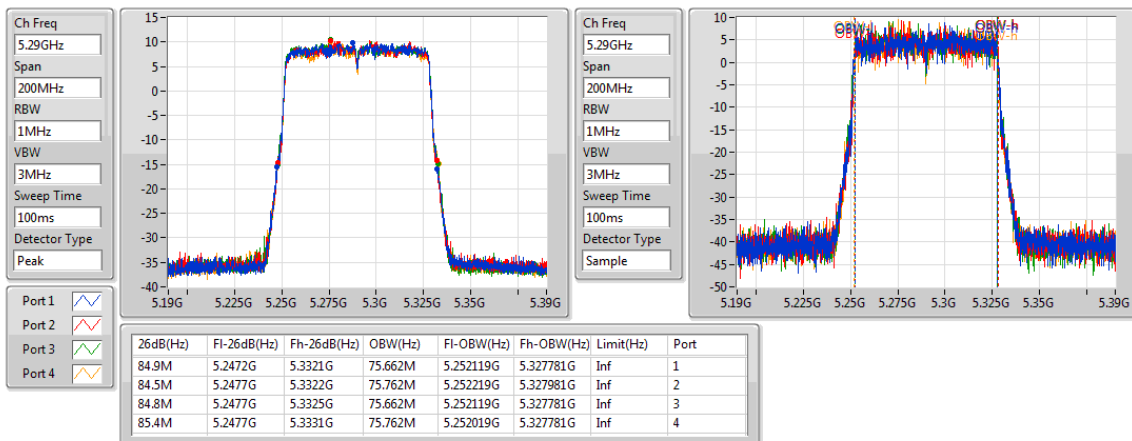 Ch Freq
5.29GHz
Span
200MHz
RBW
1MHz
VBW
3MHz
Sweep Time
100ms
Detector Type
Peak
15
10
5
0
-5
-10
-15
-20
-25
-30
-35
-40
5.19G 5.225G 5.25G 5.275G 5.3G 5.325G 5.35G 5.39G
Ch Freq
5.29GHz
Span
200MHz
RBW
1MHz
VBW
3MHz
Sweep Time
100ms
Detector Type
Sample
OBW-h
10
5
0
-5
-10
-15
-20
-25
-30
-35
-40
-45
-50
5.19G 5.225G 5.25G 5.275G 5.3G 5.325G 5.35G 5.39G
Port 1
Port 2
Port 3
Port 4
26dB(Hz) Fl-26dB(Hz) Fh-26dB(Hz) OBW(Hz) Fl-OBW(Hz) Fh-OBW(Hz) Limit(Hz) Port
84.9M 5.2472G 5.3321G 75.662M 5.252119G 5.327781G Inf 1
84.5M 5.2477G 5.3322G 75.762M 5.252219G 5.327981G Inf 2
84.8M 5.2477G 5.3325G 75.662M 5.252119G 5.327781G Inf 3
85.4M 5.2477G 5.3331G 75.762M 5.252019G 5.327781G Inf 4